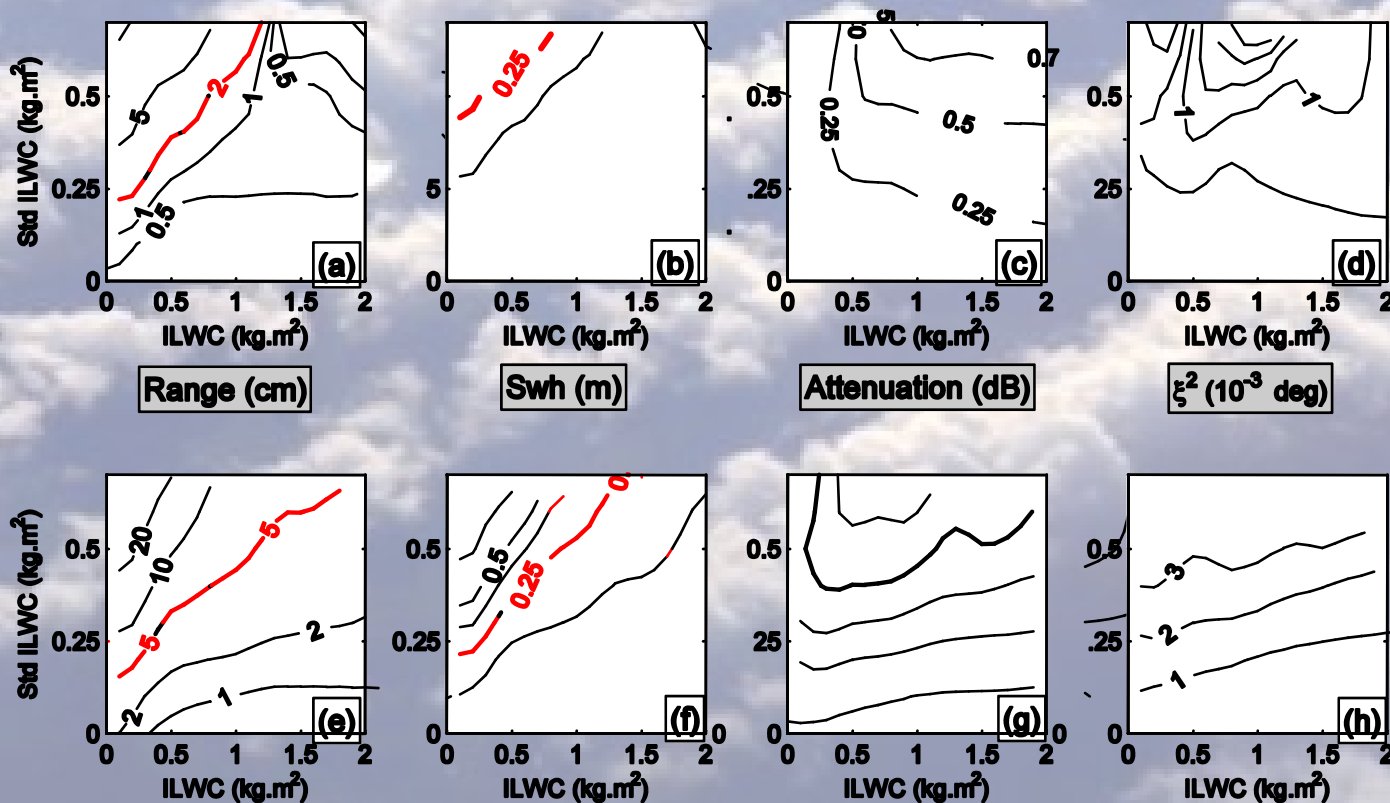 5
2
1
0.5
1
0.5
0.5
0.25
0
Std ILWC (kg.m²)
(a)
0 0.5 1 1.5 2
ILWC (kg.m²)
0.25
5
0
(b)
0 0.5 1 1.5 2
ILWC (kg.m²)
5
0
0.7
0.5
0.25
0.5
0.25
.25
0
(c)
0 0.5 1 1.5 2
ILWC (kg.m²)
1
1
0.5
25
0
(d)
0 0.5 1 1.5 2
ILWC (kg.m²)
Range (cm)
Swh (m)
Attenuation (dB)
ξ² (10⁻³ deg)
20
10
5
5
2
2
1
0.5
0.25
0
Std ILWC (kg.m²)
(e)
0 0.5 1 1.5 2
ILWC (kg.m²)
0.
0.5
0.25
0
(f)
0 0.5 1 1.5 2
ILWC (kg.m²)
0
(g)
0 0.5 1 1.5 2
ILWC (kg.m²)
3
2
1
0.5
.25
0
(h)
0 0.5 1 1.5 2
ILWC (kg.m²)